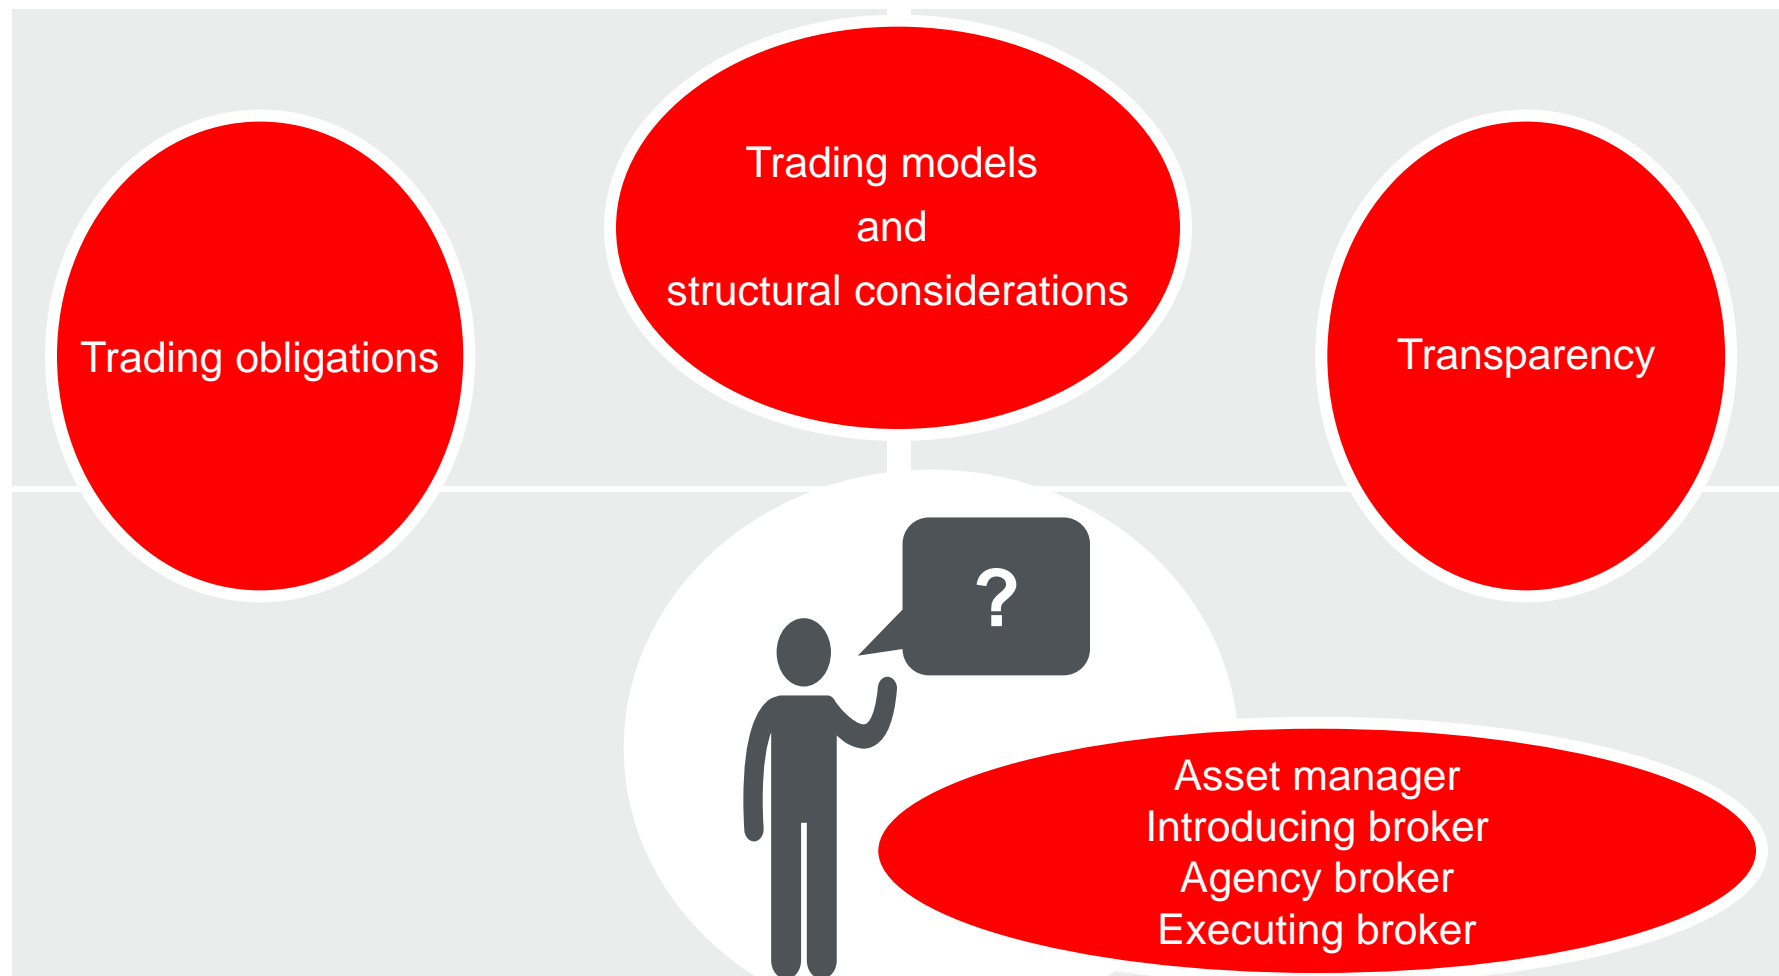 Trading models
and
structural considerations
Trading obligations
Transparency
?
Asset manager
Introducing broker
Agency broker
Executing broker